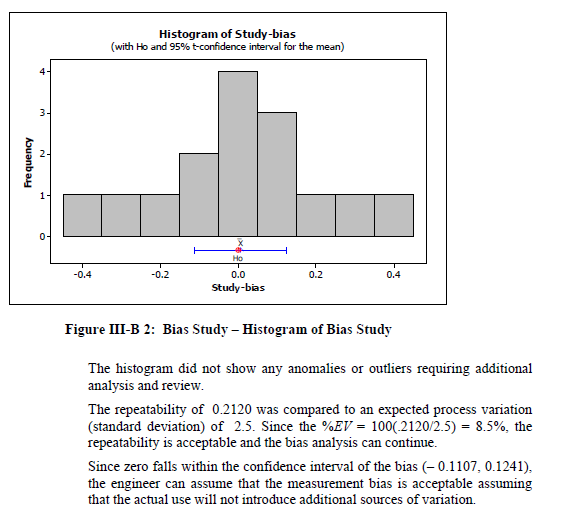 Histogram of Study-bias
(with Ho and 95% t-confidence interval for the mean)
4
3
2
1
0
Frequency
X̄
Ho
-0.4 -0.2 0.0 0.2 0.4
Study-bias
Figure III-B 2: Bias Study – Histogram of Bias Study
The histogram did not show any anomalies or outliers requiring additional
analysis and review.
The repeatability of 0.2120 was compared to an expected process variation
(standard deviation) of 2.5. Since the %EV = 100(.2120/2.5) = 8.5%, the
repeatability is acceptable and the bias analysis can continue.
Since zero falls within the confidence interval of the bias (– 0.1107, 0.1241),
the engineer can assume that the measurement bias is acceptable assuming
that the actual use will not introduce additional sources of variation.